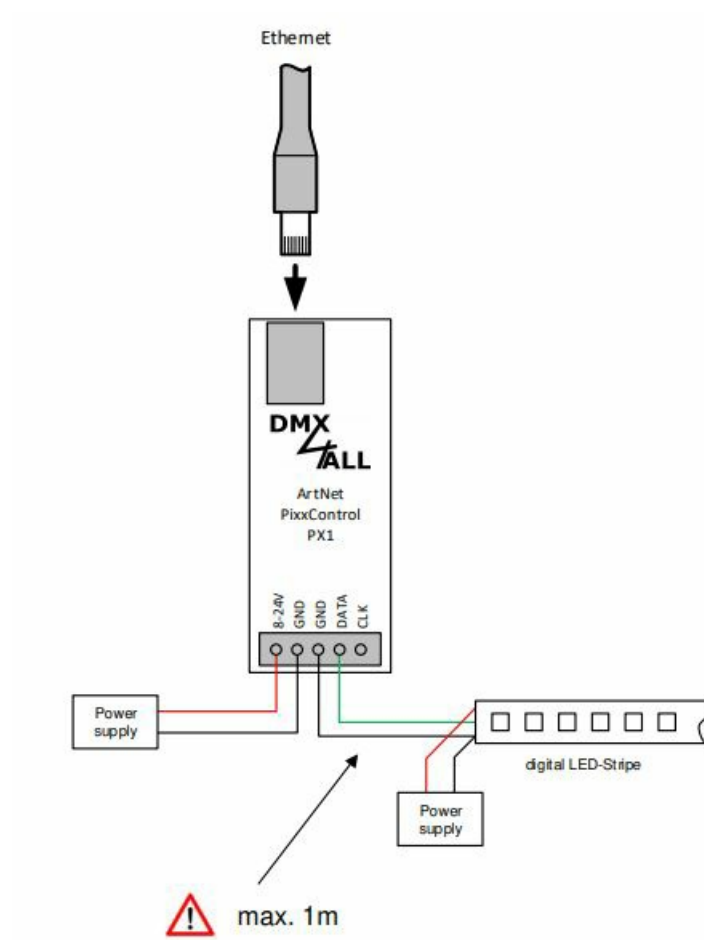 Ethernet
DMX
4ALL
ArtNet
PixxControl
PX1
8-24V
GND
GND
DATA
CLK
Power
supply
digital LED-Stripe
Power
supply
! max. 1m